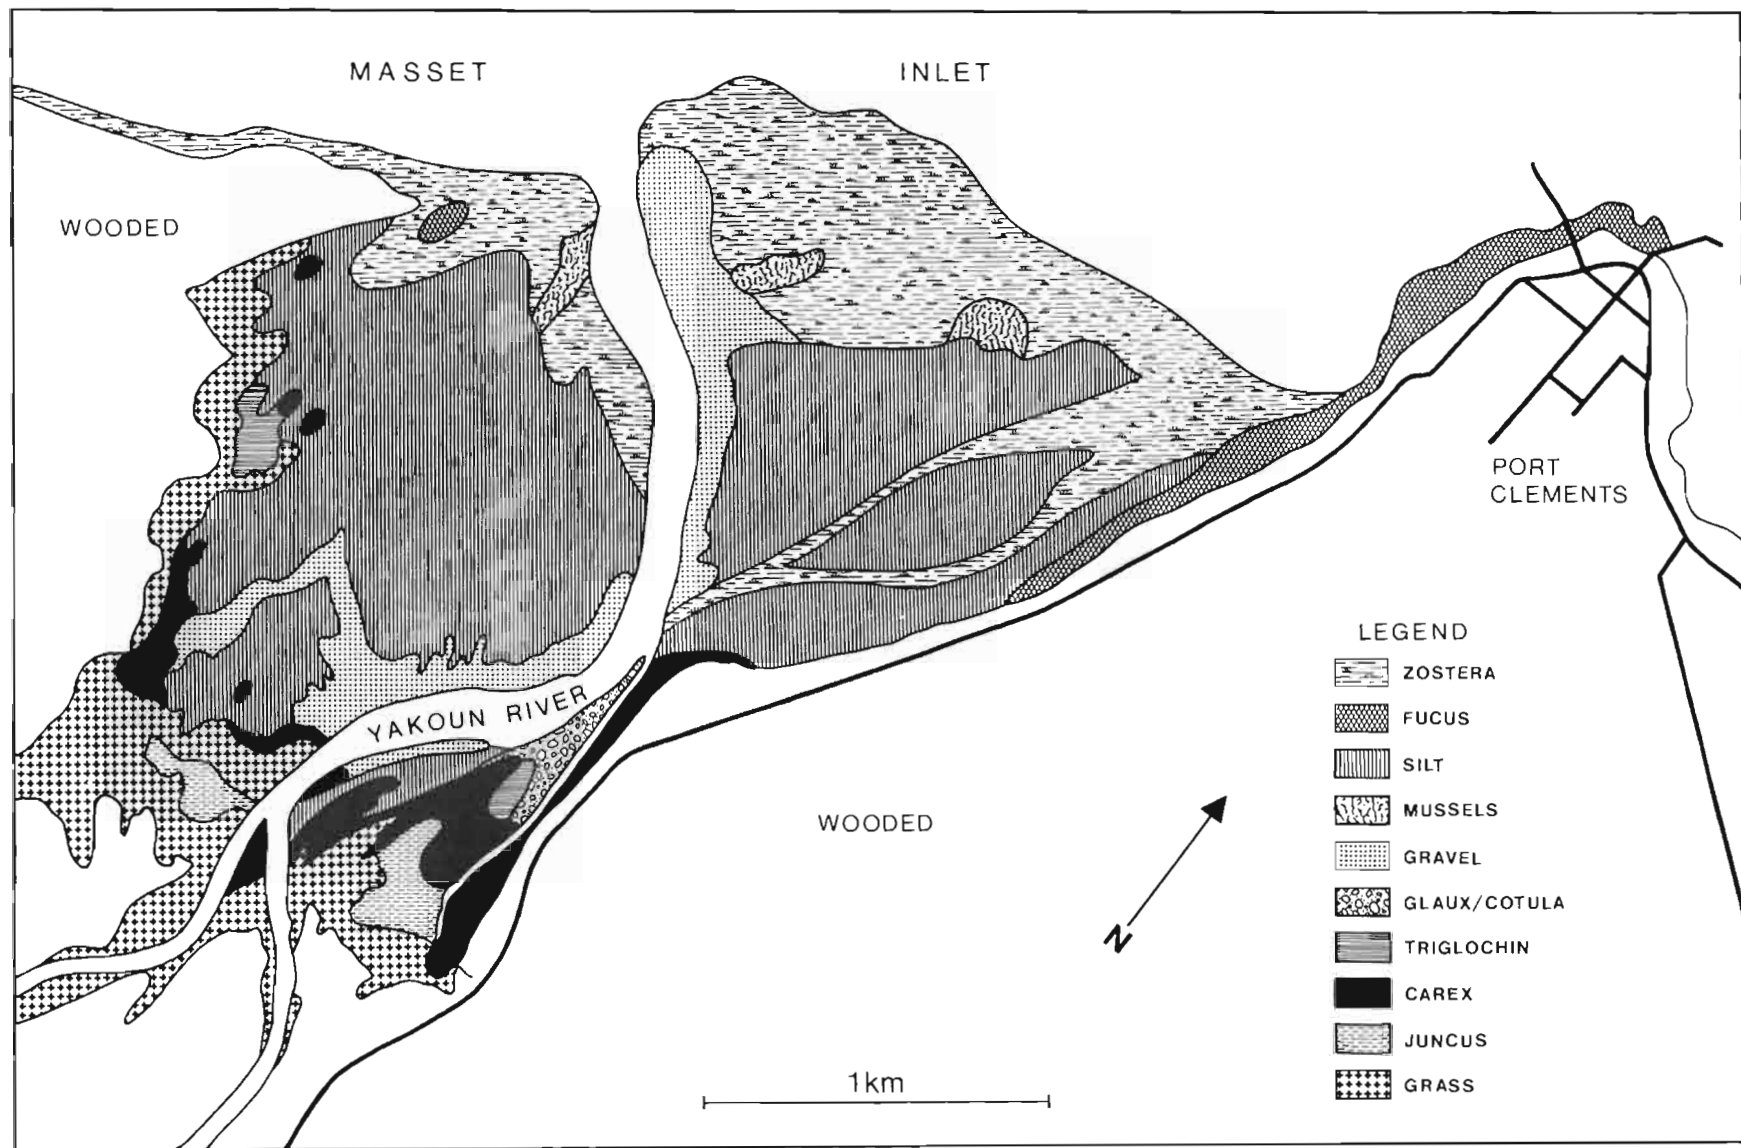 MASSET INLET
WOODED
PORT
CLEMENTS
YAKOUN RIVER
WOODED
N
1km
LEGEND
ZOSTERA
FUCUS
SILT
MUSSELS
GRAVEL
GLAUX/COTULA
TRIGLOCHIN
CAREX
JUNCUS
GRASS